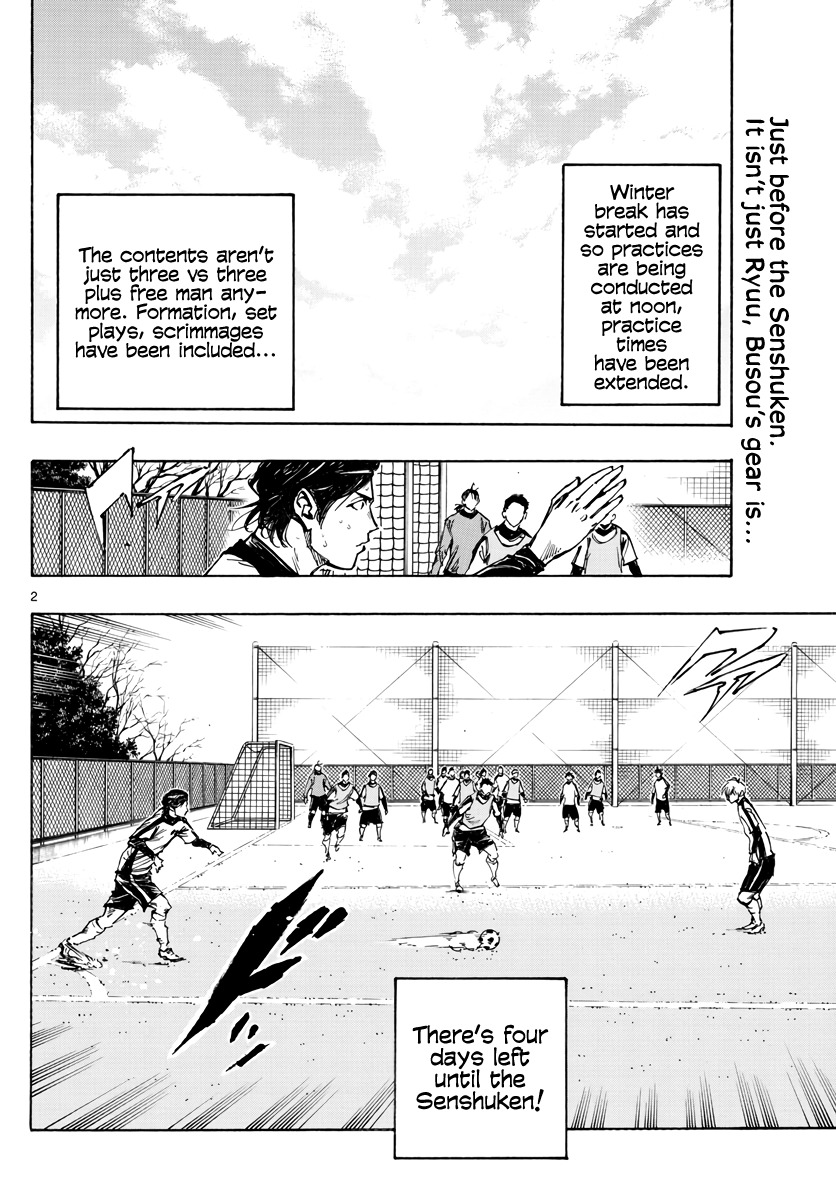 Just before the Senshuken.
It isn't just Ryuu, Busou's gear is...
Winter
break has
started and
so practices
are being
conducted
at noon,
practice
times
have been
extended.
The contents aren't
just three vs three
plus free man any-
more. Formation, set
plays, scrimmages
have been included...
2
There's four
days left
until the
Senshuken!